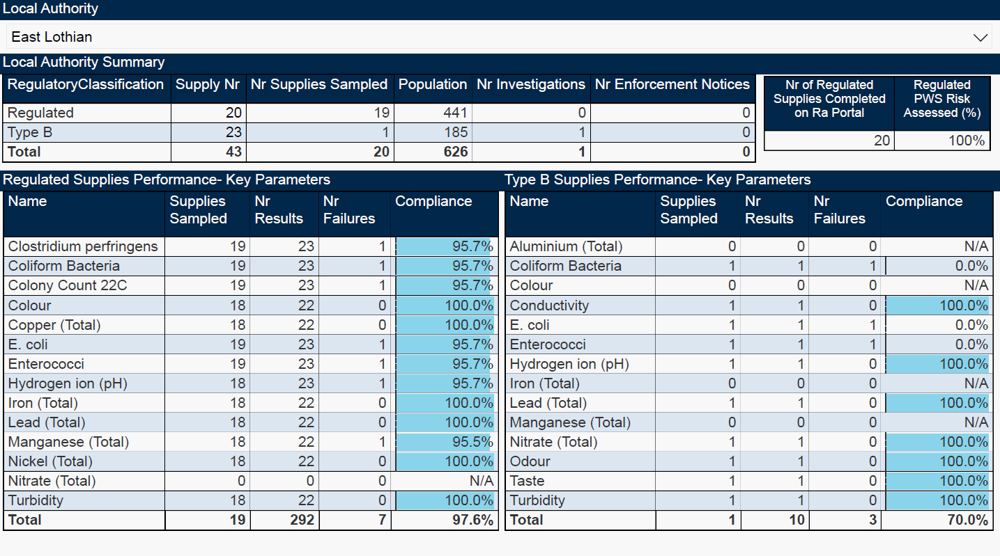 Local Authority
East Lothian
Local Authority Summary
RegulatoryClassification Supply Nr Nr Supplies Sampled Population Nr Investigations Nr Enforcement Notices
Regulated 20 19 441 0 0
Type B 23 1 185 1 0
Total 43 20 626 1 0
Nr of Regulated
Supplies Completed
on Ra Portal
Regulated
PWS Risk
Assessed (%)
20 100%
Regulated Supplies Performance- Key Parameters
Name Supplies Sampled Nr Results Nr Failures Compliance
Clostridium perfringens 19 23 1 95.7%
Coliform Bacteria 19 23 1 95.7%
Colony Count 22C 19 23 1 95.7%
Colour 18 22 0 100.0%
Copper (Total) 18 22 0 100.0%
E. coli 19 23 1 95.7%
Enterococci 19 23 1 95.7%
Hydrogen ion (pH) 18 23 1 95.7%
Iron (Total) 18 22 0 100.0%
Lead (Total) 18 22 0 100.0%
Manganese (Total) 18 22 1 95.5%
Nickel (Total) 18 22 0 100.0%
Nitrate (Total) 0 0 0 N/A
Turbidity 18 22 0 100.0%
Total 19 292 7 97.6%
Type B Supplies Performance- Key Parameters
Name Supplies Sampled Nr Results Nr Failures Compliance
Aluminium (Total) 0 0 0 N/A
Coliform Bacteria 1 1 1 0.0%
Colour 0 0 0 N/A
Conductivity 1 1 0 100.0%
E. coli 1 1 1 0.0%
Enterococci 1 1 1 0.0%
Hydrogen ion (pH) 1 1 0 100.0%
Iron (Total) 0 0 0 N/A
Lead (Total) 1 1 0 100.0%
Manganese (Total) 0 0 0 N/A
Nitrate (Total) 1 1 0 100.0%
Odour 1 1 0 100.0%
Taste 1 1 0 100.0%
Turbidity 1 1 0 100.0%
Total 1 10 3 70.0%